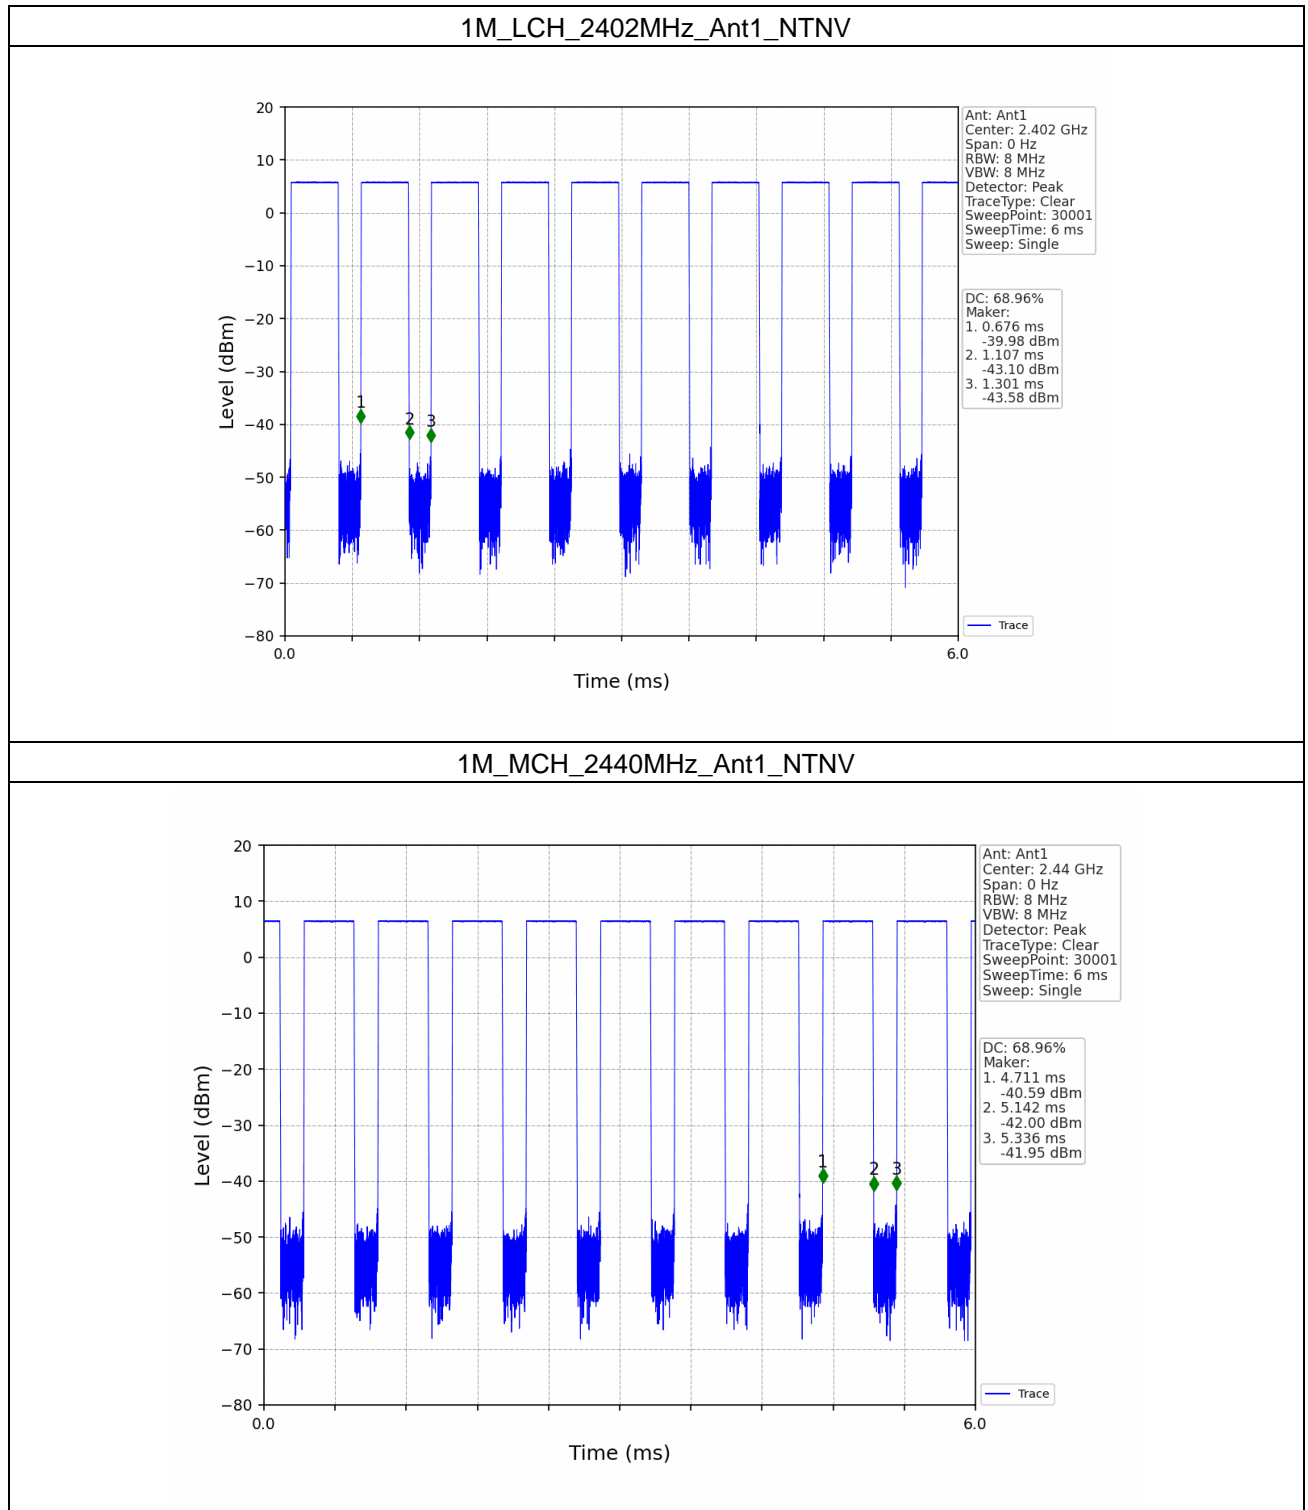 1M_LCH_2402MHz_Ant1_NTNV
20
10
0
−10
−20
−30
−40
−50
−60
−70
−80
Level (dBm)
1
2
3
0.0
6.0
Time (ms)
Ant: Ant1
Center: 2.402 GHz
Span: 0 Hz
RBW: 8 MHz
VBW: 8 MHz
Detector: Peak
TraceType: Clear
SweepPoint: 30001
SweepTime: 6 ms
Sweep: Single
DC: 68.96%
Maker:
1. 0.676 ms
-39.98 dBm
2. 1.107 ms
-43.10 dBm
3. 1.301 ms
-43.58 dBm
Trace
1M_MCH_2440MHz_Ant1_NTNV
20
10
0
−10
−20
−30
−40
−50
−60
−70
−80
Level (dBm)
1
2
3
0.0
6.0
Time (ms)
Ant: Ant1
Center: 2.44 GHz
Span: 0 Hz
RBW: 8 MHz
VBW: 8 MHz
Detector: Peak
TraceType: Clear
SweepPoint: 30001
SweepTime: 6 ms
Sweep: Single
DC: 68.96%
Maker:
1. 4.711 ms
-40.59 dBm
2. 5.142 ms
-42.00 dBm
3. 5.336 ms
-41.95 dBm
Trace